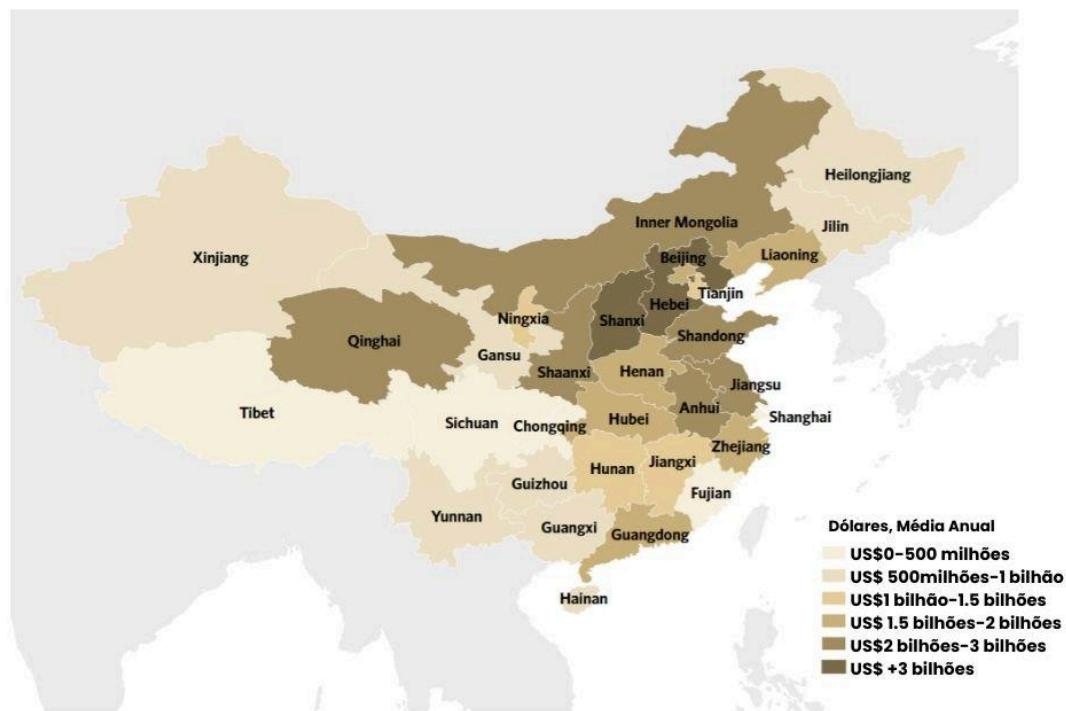 Heilongjiang
Inner Mongolia
Jilin
Xinjiang
Beijing
Liaoning
Tianjin
Hebei
Ningxia
Shanxi
Shandong
Qinghai
Gansu
Shaanxi
Henan
Jiangsu
Anhui
Tibet
Sichuan
Chongqing
Hubei
Shanghai
Zhejiang
Hunan
Jiangxi
Guizhou
Fujian
Yunnan
Guangxi
Guangdong
Hainan
Dólares, Média Anual
US$0-500 milhões
US$ 500milhões-1 bilhão
US$1 bilhão-1.5 bilhões
US$ 1.5 bilhões-2 bilhões
US$2 bilhões-3 bilhões
US$ +3 bilhões